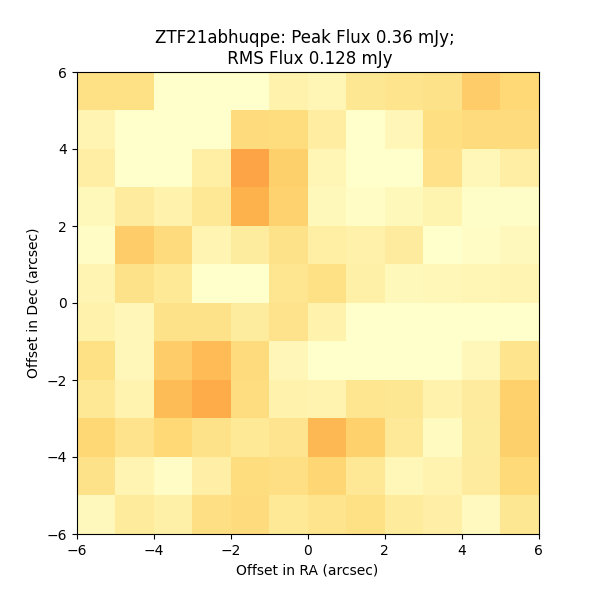 ZTF21abhuqpe: Peak Flux 0.36 mJy;
RMS Flux 0.128 mJy
6
4
2
0
−2
−4
−6
Offset in Dec (arcsec)
−6 −4 −2 0 2 4 6
Offset in RA (arcsec)